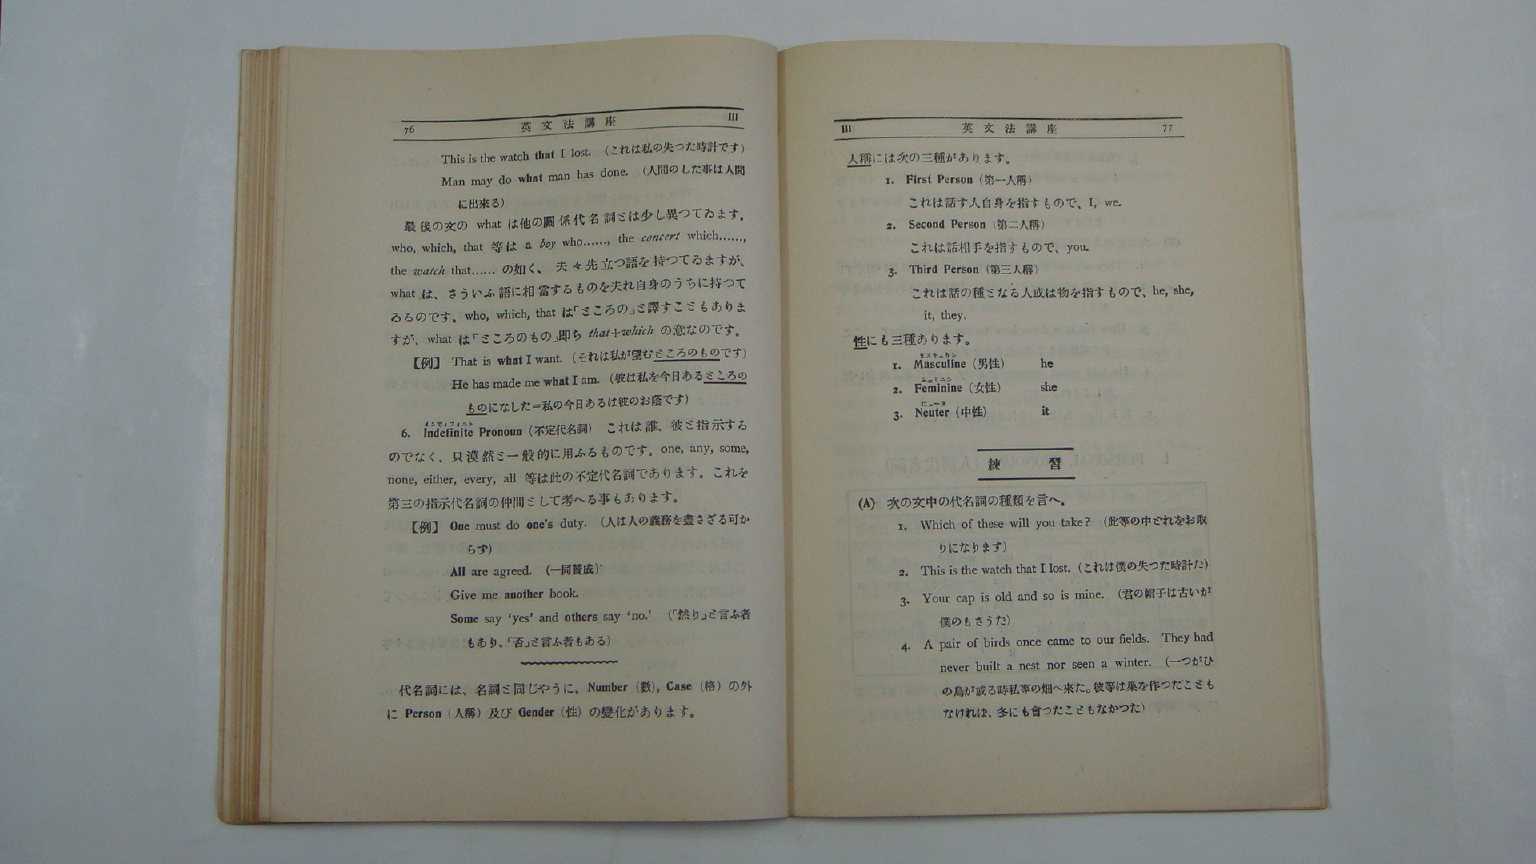 76 英文法講座 III
This is the watch that I lost. (これは私の失つた時計です)
Man may do what man has done. (人間のした事は人間
に出來る)
最後の文の what は他の關係代名詞とは少し異つてゐます。
who, which, that 等は a boy who……, the concert which……,
the watch that…… の如く、夫々先立つ語を持つてゐますが、
what は、さういふ語に相當するものを夫れ自身のうちに持つて
ゐるのです。who, which, that は「ところの」と譯すこともありま
すが、what は「ところのもの」即ち that+which の意なのです。
【例】 That is what I want. (それは私が望むところのものです)
He has made me what I am. (彼は私を今日あるところの
ものになした=私の今日あるは彼のお蔭です)
インデフィニト
6. Indefinite Pronoun (不定代名詞) これは誰、彼と指示する
のでなく、只漠然と一般的に用ふるものです。one, any, some,
none, either, every, all 等は此の不定代名詞であります。これを
第三の指示代名詞の仲間として考へる事もあります。
【例】 One must do one's duty. (人は人の義務を盡さざる可か
らず)
All are agreed. (一同贊成)
Give me another book.
Some say 'yes' and others say 'no.' (「然り」と言ふ者
もあり、「否」と言ふ者もある)
代名詞には、名詞と同じやうに、Number (數), Case (格) の外
に Person (人稱) 及び Gender (性) の變化があります。
III 英文法講座 77
人稱には次の三種があります。
1. First Person (第一人稱)
これは話す人自身を指すもので、I, we.
2. Second Person (第二人稱)
これは話相手を指すもので、you.
3. Third Person (第三人稱)
これは話の種となる人或は物を指すもので、he, she,
it, they.
性にも三種あります。
1. Masculine (男性) he
2. Feminine (女性) she
3. Neuter (中性) it
練習
(A) 次の文中の代名詞の種類を言へ。
1. Which of these will you take? (此等の中どれをお取
りになります)
2. This is the watch that I lost. (これは僕の失つた時計だ)
3. Your cap is old and so is mine. (君の帽子は古いが
僕のもさうだ)
4. A pair of birds once came to our fields. They had
never built a nest nor seen a winter. (一つがひ
の鳥が或る時私等の畑へ來た。彼等は巣を作つたことも
なければ、冬にも會つたこともなかつた)